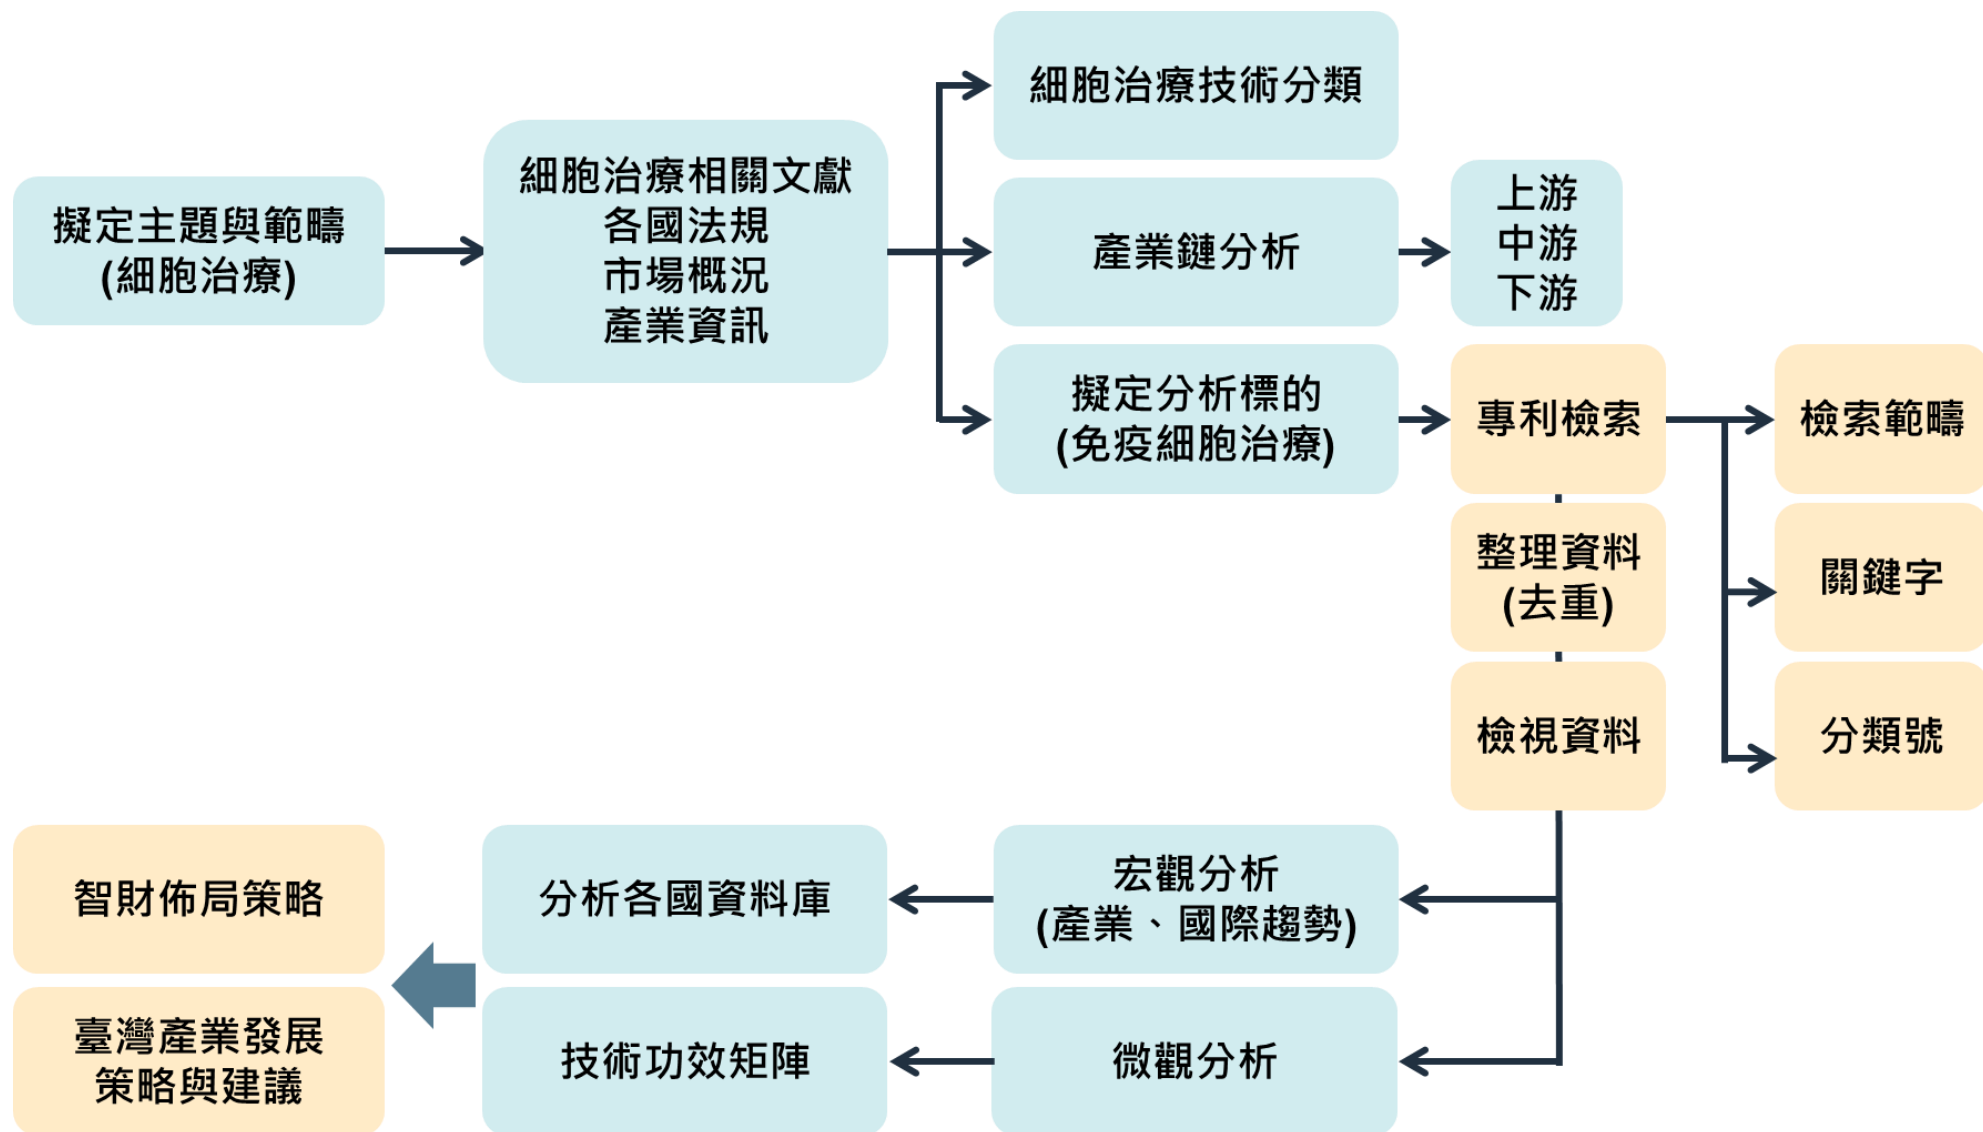 擬定主題與範疇
(細胞治療)
細胞治療相關文獻
各國法規
市場概況
產業資訊
細胞治療技術分類
產業鏈分析
上游
中游
下游
擬定分析標的
(免疫細胞治療)
專利檢索
檢索範疇
整理資料
(去重)
關鍵字
檢視資料
分類號
宏觀分析
(產業、國際趨勢)
分析各國資料庫
智財佈局策略
微觀分析
技術功效矩陣
臺灣產業發展
策略與建議